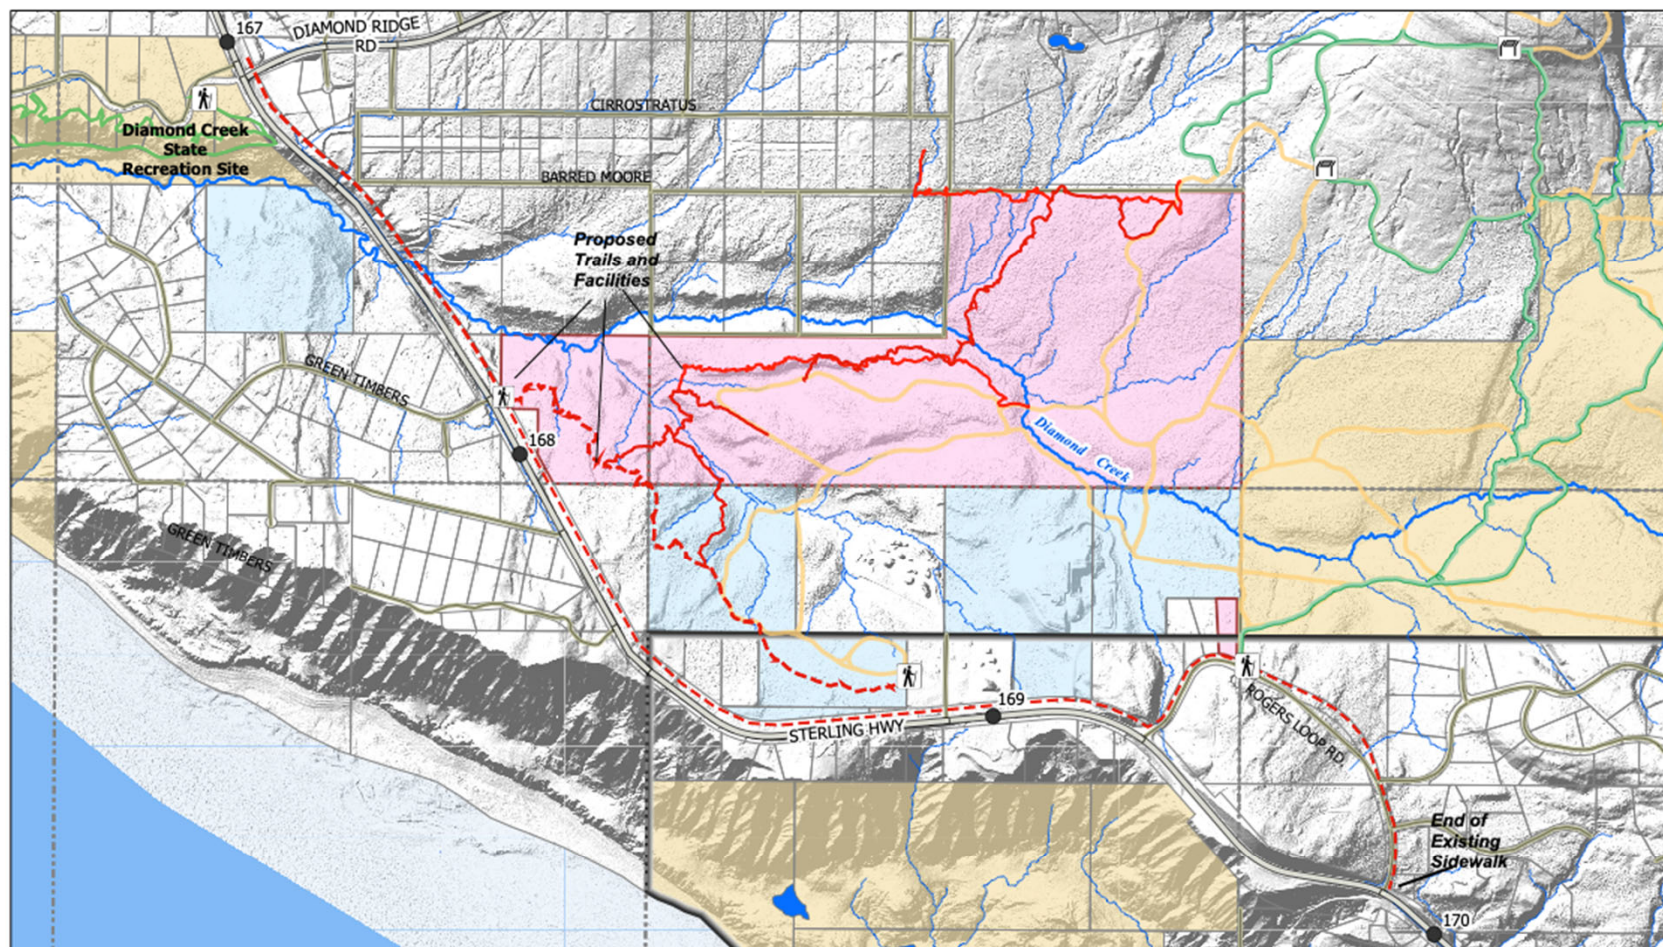 167
DIAMOND RIDGE
RD
CIRROSTRATUS
Diamond Creek
State
Recreation Site
BARRED MOORE
Proposed
Trails and
Facilities
GREEN TIMBERS
168
Diamond Creek
GREEN TIMBERS
169
STERLING HWY
ROGERS LOOP RD
End of
Existing
Sidewalk
170